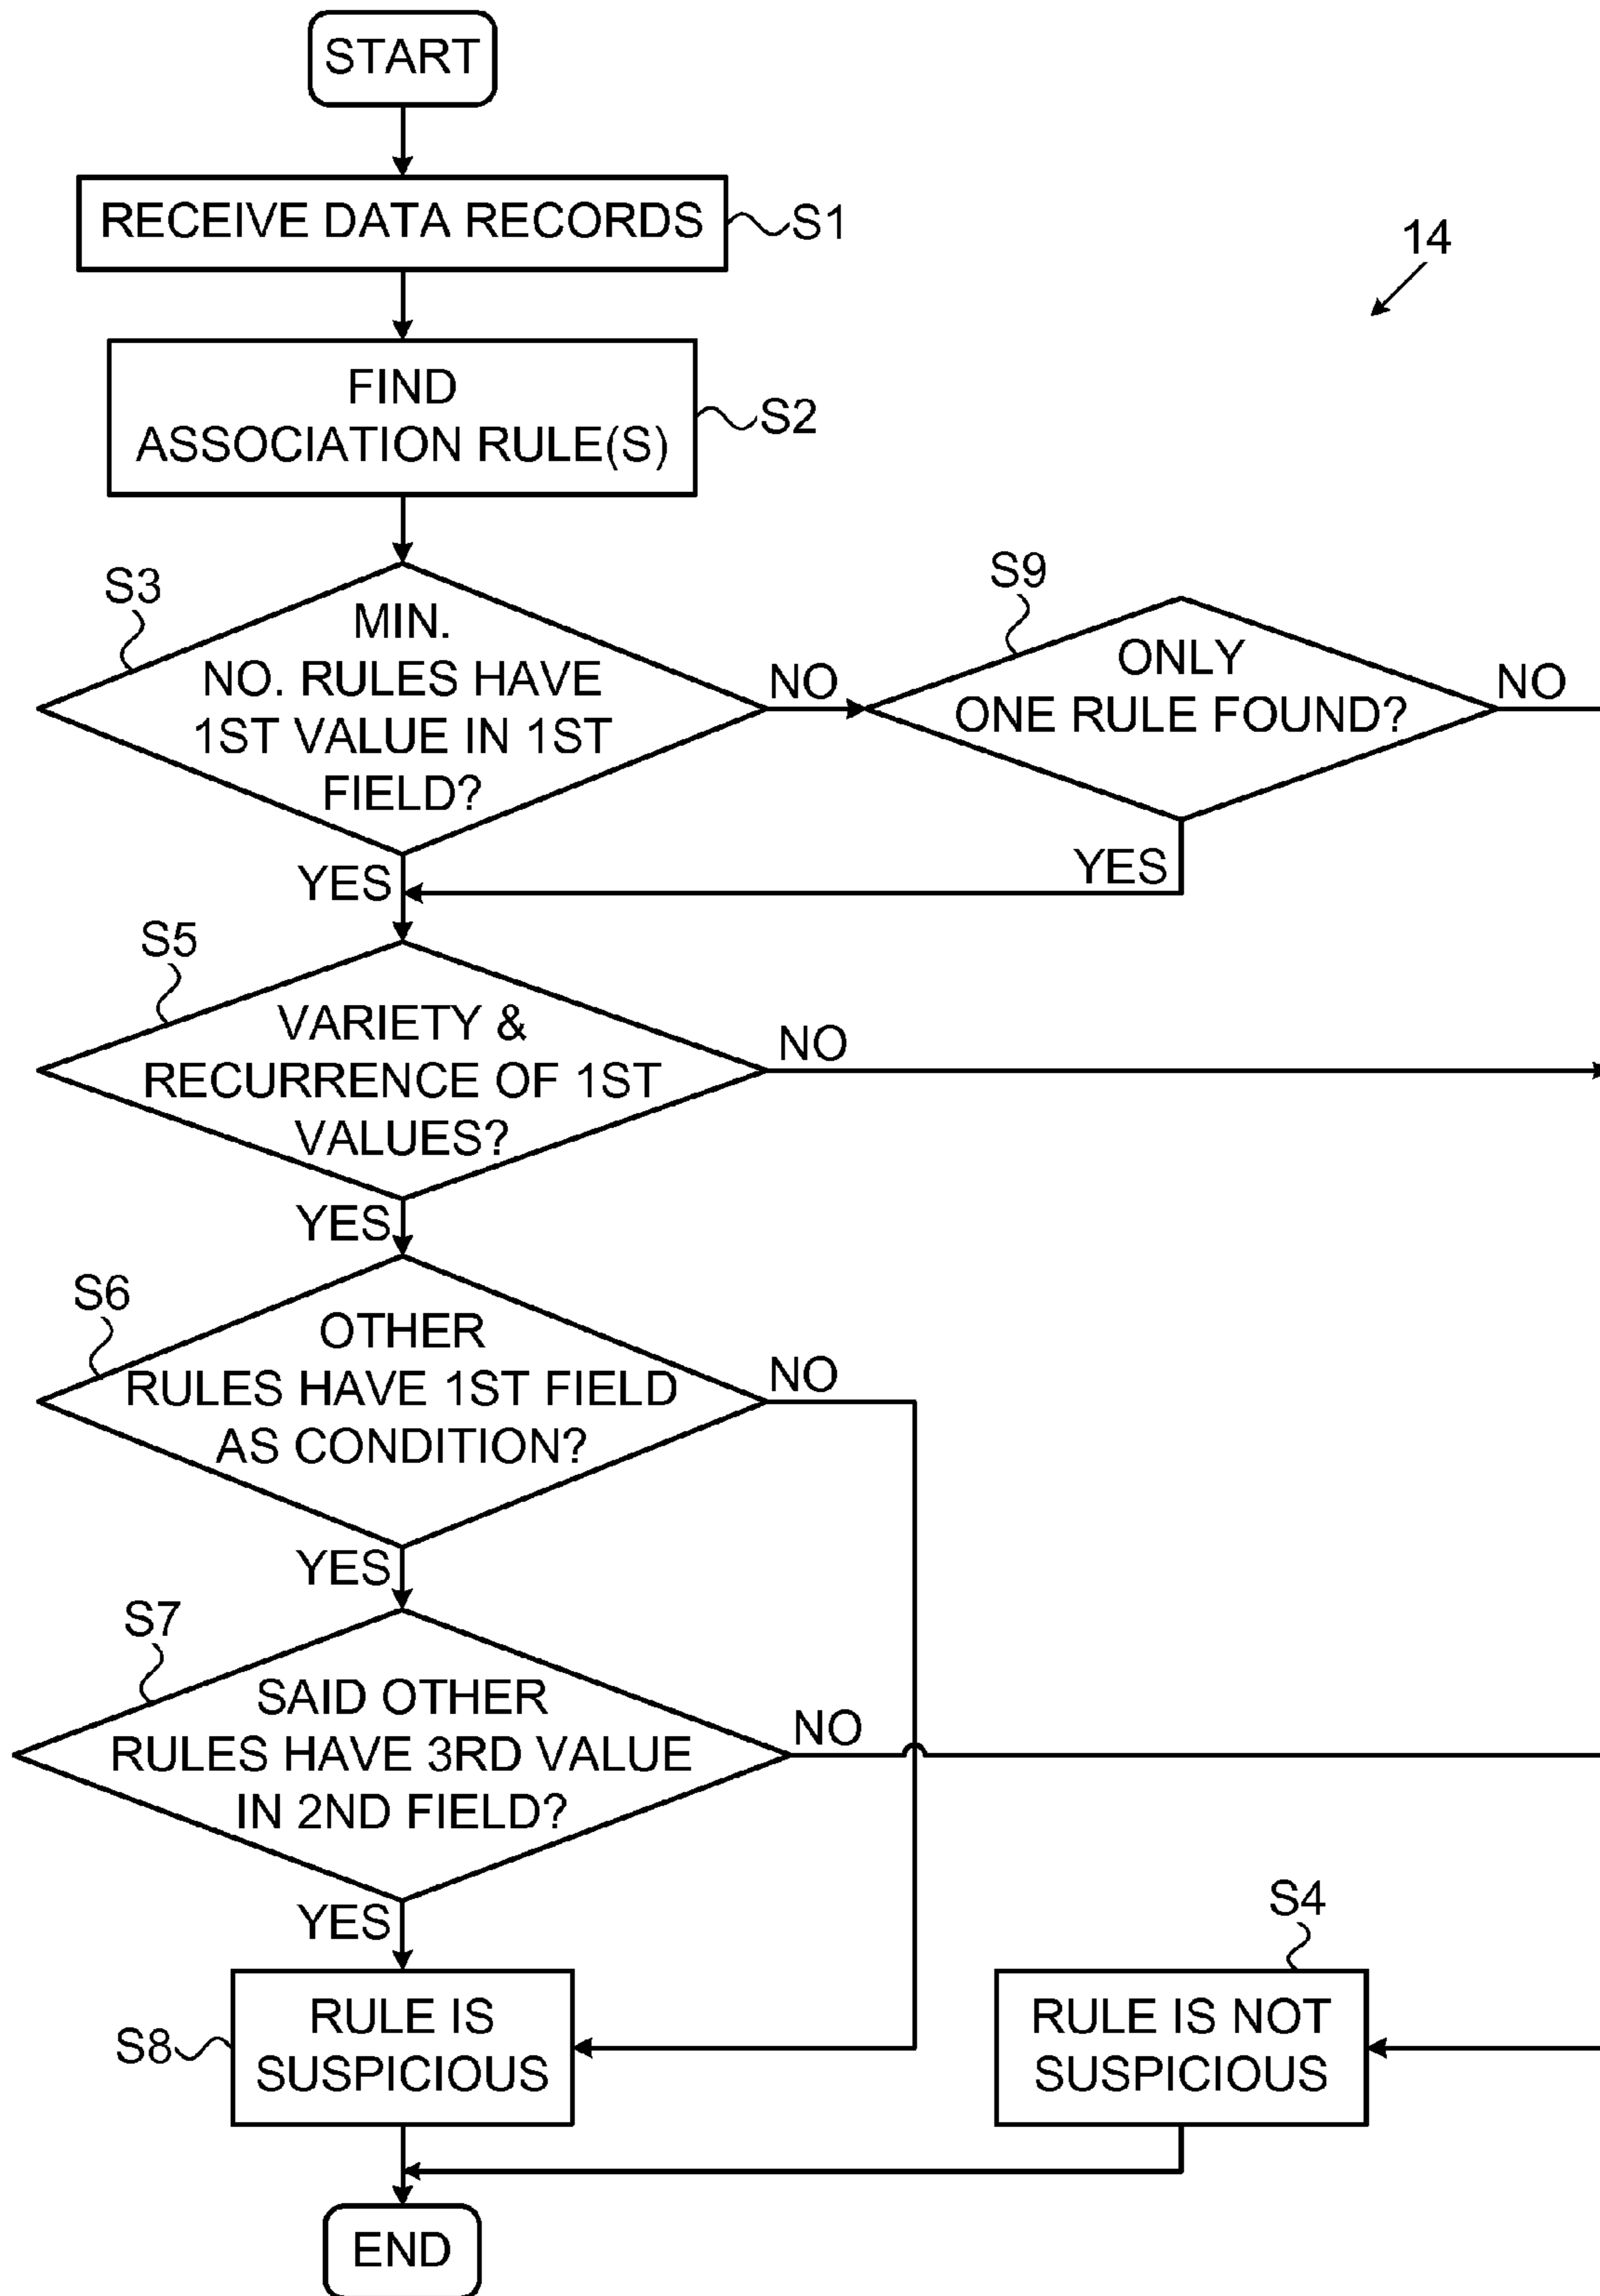 START
RECEIVE DATA RECORDS
S1
14
FIND
ASSOCIATION RULE(S)
S2
S3
MIN.
NO. RULES HAVE
1ST VALUE IN 1ST
FIELD?
NO
S9
ONLY
ONE RULE FOUND?
NO
YES
YES
S5
VARIETY &
RECURRENCE OF 1ST
VALUES?
NO
YES
S6
OTHER
RULES HAVE 1ST FIELD
AS CONDITION?
NO
YES
S7
SAID OTHER
RULES HAVE 3RD VALUE
IN 2ND FIELD?
NO
YES
S8
RULE IS
SUSPICIOUS
S4
RULE IS NOT
SUSPICIOUS
END